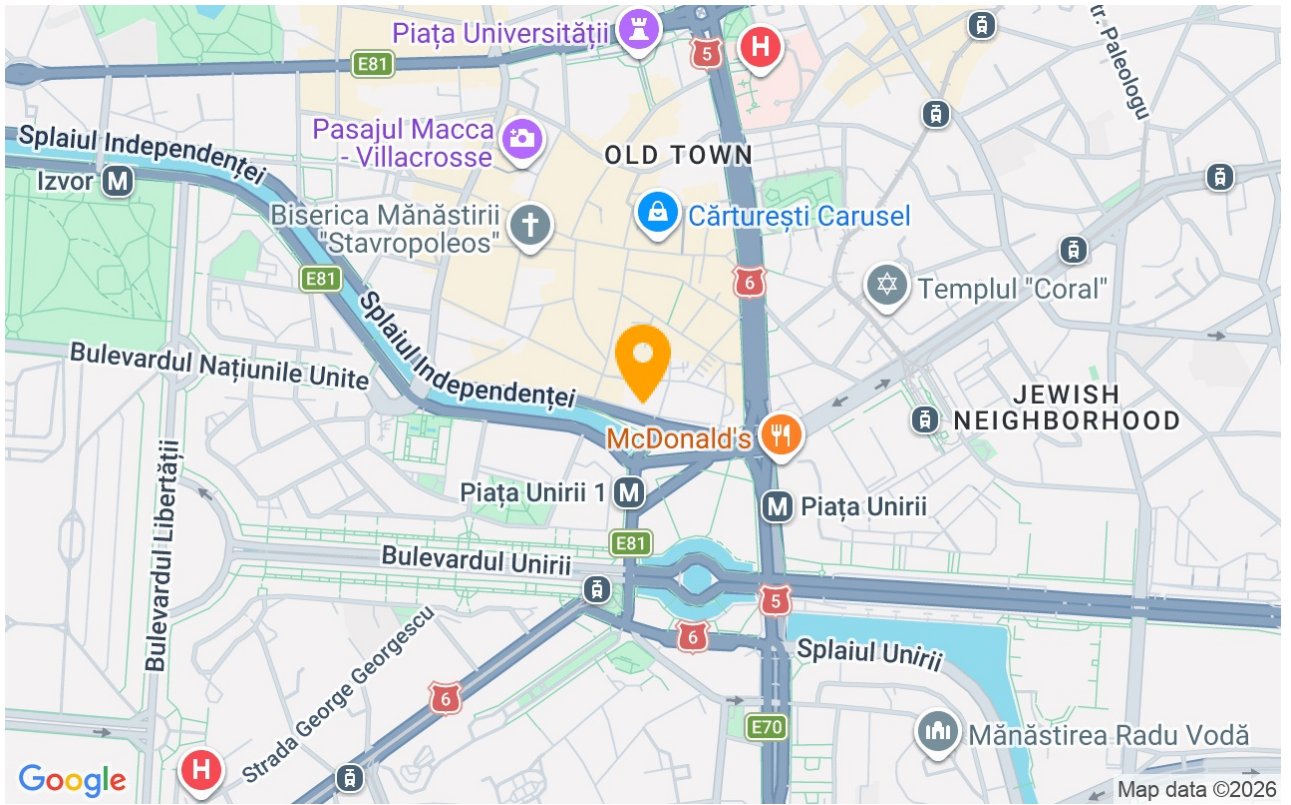 Piața Universității
5
H
tr. Paleologu
E81
Pasajul Macca
- Villacrosse
OLD TOWN
Splaiul Independenței
Izvor M
Biserica Mănăstirii
"Stavropoleos"
Cărturești Carusel
E81
6
Templul "Coral"
Splaiul Independenței
Bulevardul Națiunile Unite
JEWISH
NEIGHBORHOOD
McDonald's
Piața Unirii 1 M
M Piața Unirii
Bulevardul Libertății
E81
Bulevardul Unirii
5
6
Splaiul Unirii
Strada George Georgescu
6
E70
Mănăstirea Radu Vodă
H
Google
Map data ©2026